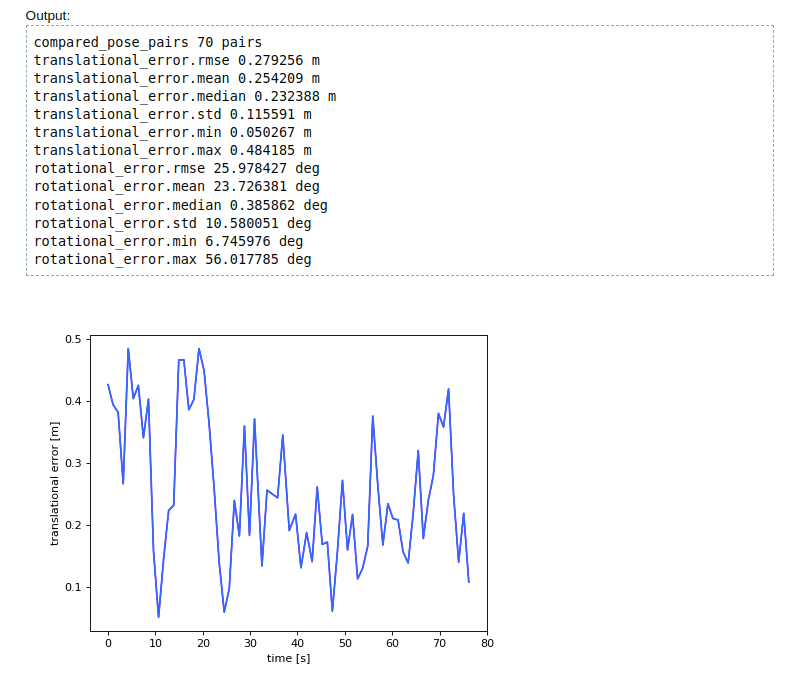 Output:
compared_pose_pairs 70 pairs
translational_error.rmse 0.279256 m
translational_error.mean 0.254209 m
translational_error.median 0.232388 m
translational_error.std 0.115591 m
translational_error.min 0.050267 m
translational_error.max 0.484185 m
rotational_error.rmse 25.978427 deg
rotational_error.mean 23.726381 deg
rotational_error.median 0.385862 deg
rotational_error.std 10.580051 deg
rotational_error.min 6.745976 deg
rotational_error.max 56.017785 deg
0.5
0.4
0.3
0.2
0.1
translational error [m]
0 10 20 30 40 50 60 70 80
time [s]